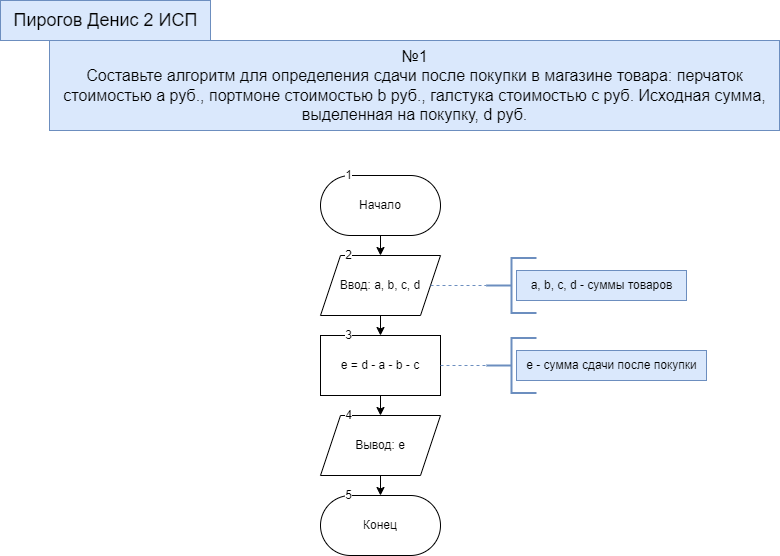 Пирогов Денис 2 ИСП
№1
Составьте алгоритм для определения сдачи после покупки в магазине товара: перчаток
стоимостью a руб., портмоне стоимостью b руб., галстука стоимостью c руб. Исходная сумма,
выделенная на покупку, d руб.
1
Начало
2
Ввод: a, b, c, d
a, b, c, d - суммы товаров
3
e = d - a - b - c
e - сумма сдачи после покупки
4
Вывод: e
5
Конец